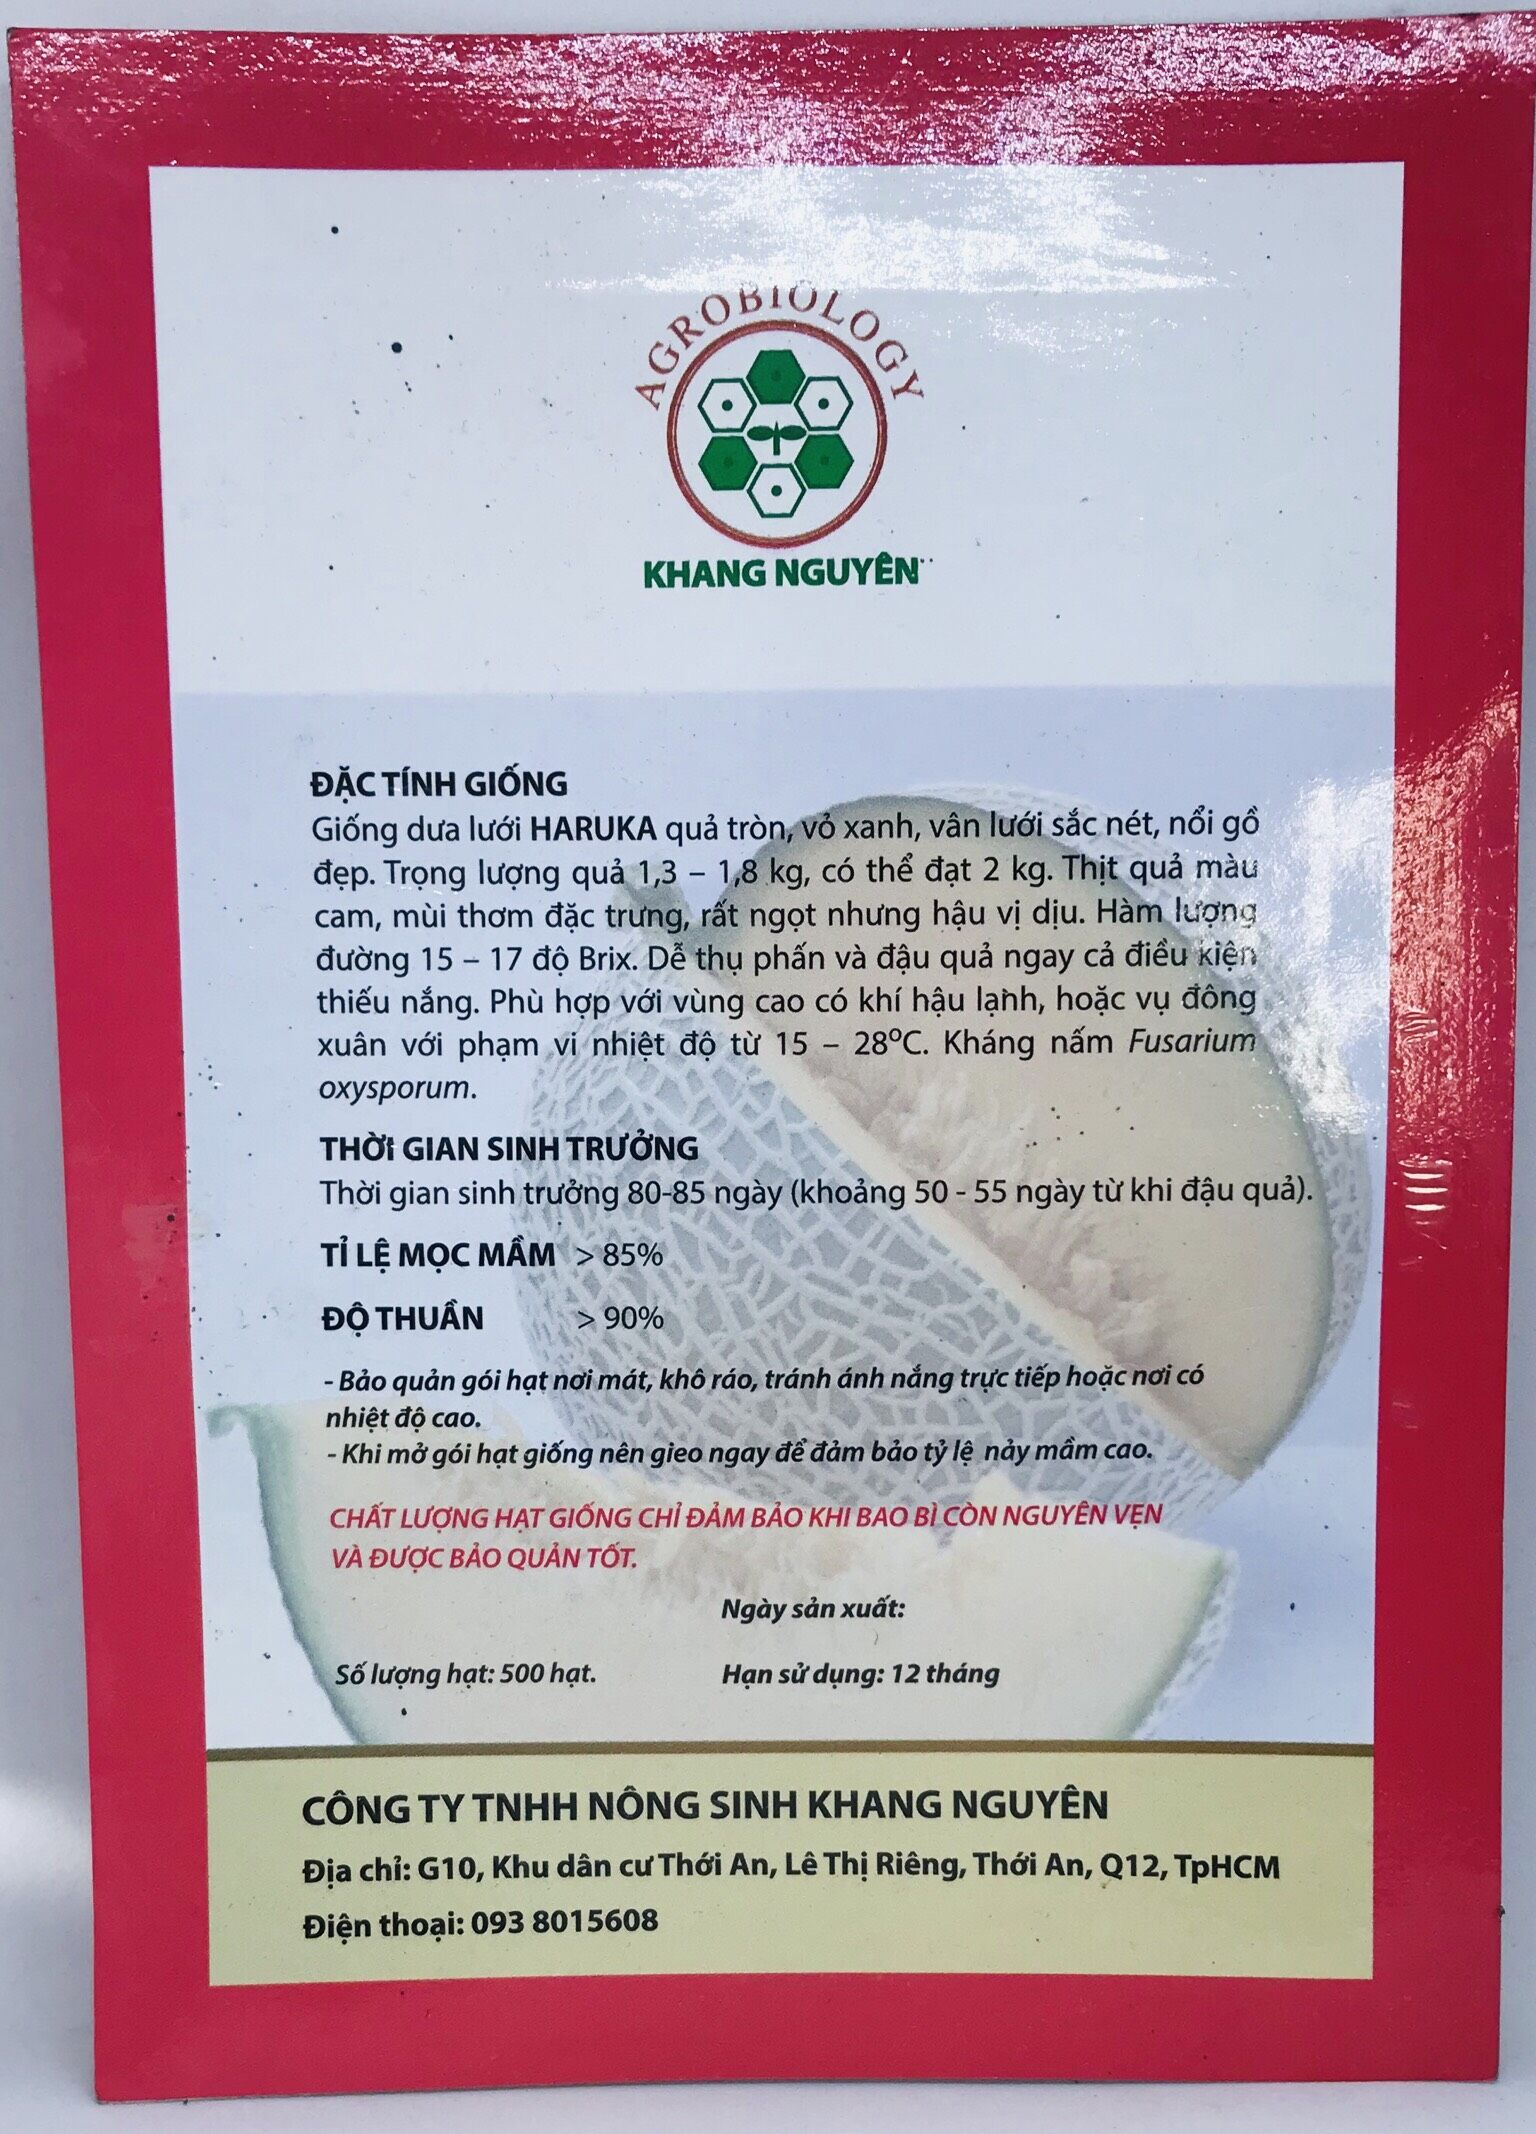 AGROBIOLOGY
KHANG NGUYÊN
ĐẶC TÍNH GIỐNG
Giống dưa lưới HARUKA quả tròn, vỏ xanh, vân lưới sắc nét, nổi gồ
đẹp. Trọng lượng quả 1,3 – 1,8 kg, có thể đạt 2 kg. Thịt quả màu
cam, mùi thơm đặc trưng, rất ngọt nhưng hậu vị dịu. Hàm lượng
đường 15 – 17 độ Brix. Dễ thụ phấn và đậu quả ngay cả điều kiện
thiếu nắng. Phù hợp với vùng cao có khí hậu lạnh, hoặc vụ đông
xuân với phạm vi nhiệt độ từ 15 – 28ºC. Kháng nấm Fusarium
oxysporum.
THỜI GIAN SINH TRƯỞNG
Thời gian sinh trưởng 80-85 ngày (khoảng 50 - 55 ngày từ khi đậu quả).
TỈ LỆ MỌC MẦM > 85%
ĐỘ THUẦN > 90%
- Bảo quản gói hạt nơi mát, khô ráo, tránh ánh nắng trực tiếp hoặc nơi có
nhiệt độ cao.
- Khi mở gói hạt giống nên gieo ngay để đảm bảo tỷ lệ nảy mầm cao.
CHẤT LƯỢNG HẠT GIỐNG CHỈ ĐẢM BẢO KHI BAO BÌ CÒN NGUYÊN VẸN
VÀ ĐƯỢC BẢO QUẢN TỐT.
Ngày sản xuất:
Số lượng hạt: 500 hạt. Hạn sử dụng: 12 tháng
CÔNG TY TNHH NÔNG SINH KHANG NGUYÊN
Địa chỉ: G10, Khu dân cư Thới An, Lê Thị Riêng, Thới An, Q12, TpHCM
Điện thoại: 093 8015608